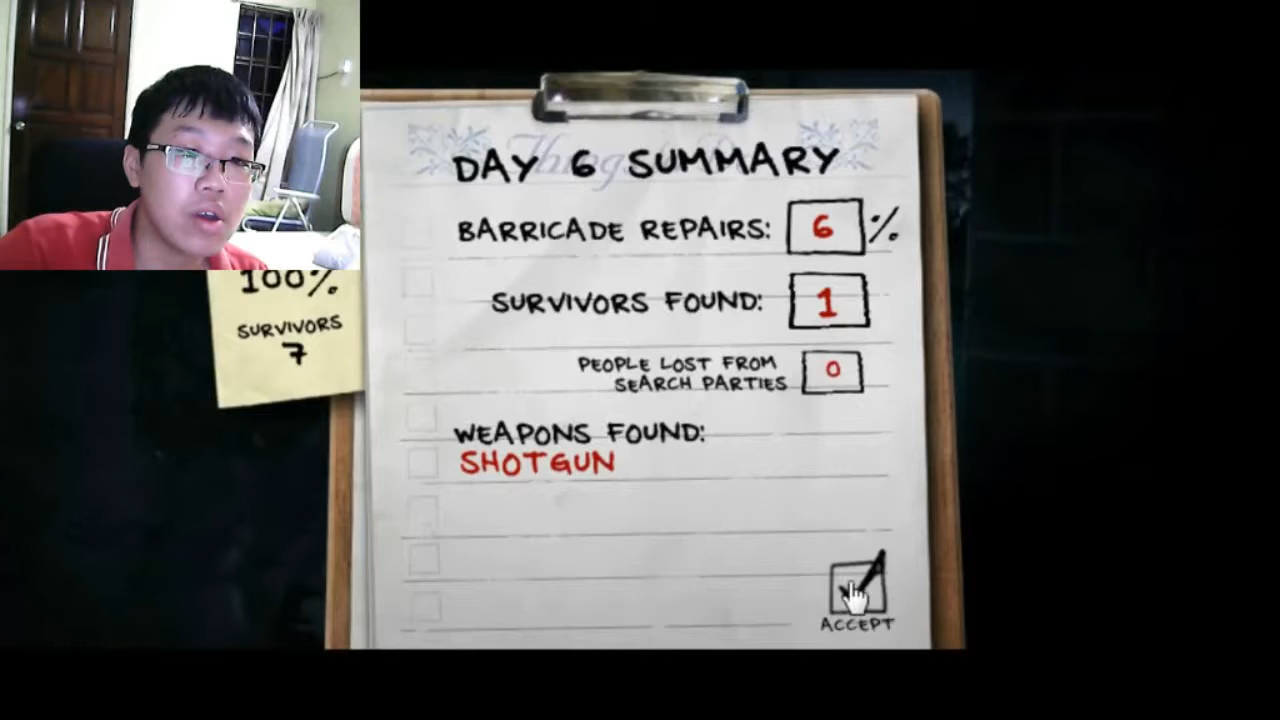 DAY 6 SUMMARY
BARRICADE REPAIRS: 6 %
SURVIVORS FOUND: 1
PEOPLE LOST FROM
SEARCH PARTIES 0
WEAPONS FOUND:
SHOTGUN
ACCEPT
100%
SURVIVORS
7